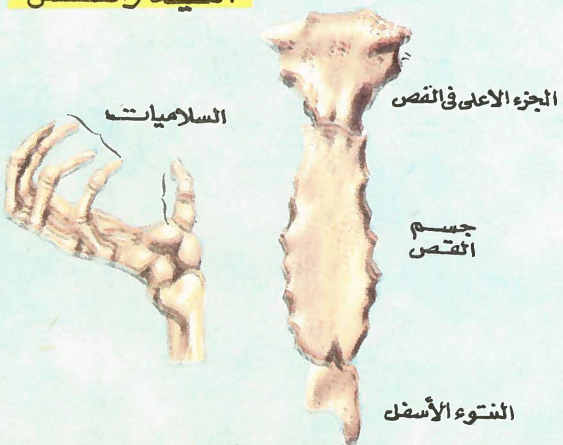 الجزء الأعلى في القص
السلاميات
جسم
القص
النتوء الأسفل